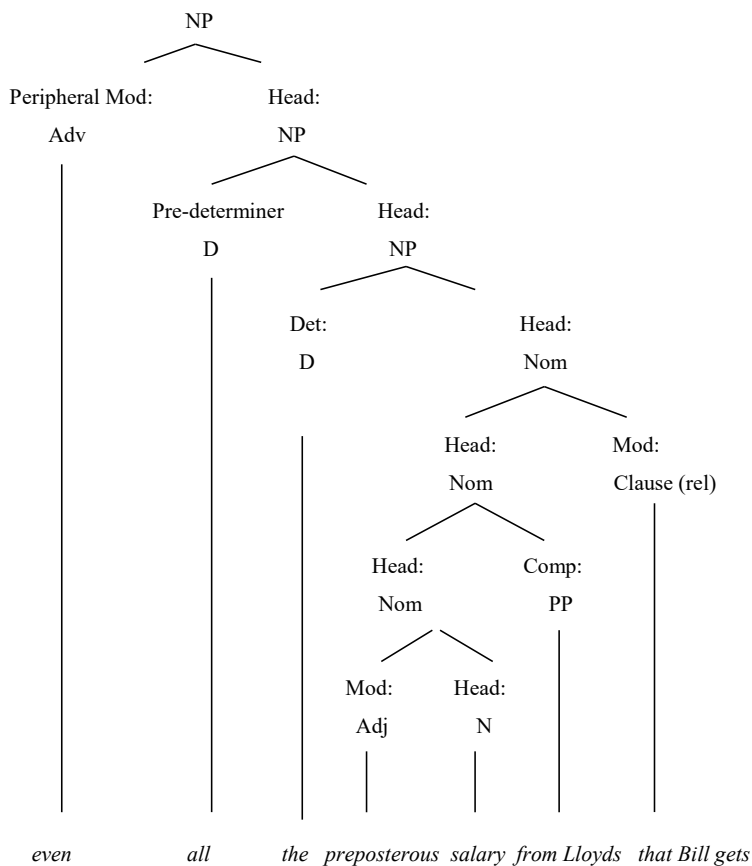 NP
Peripheral Mod: Head:
Adv NP
Pre-determiner Head:
D NP
Det: Head:
D Nom
Head: Mod:
Nom Clause (rel)
Head: Comp:
Nom PP
Mod: Head:
Adj N
even all the preposterous salary from Lloyds that Bill gets